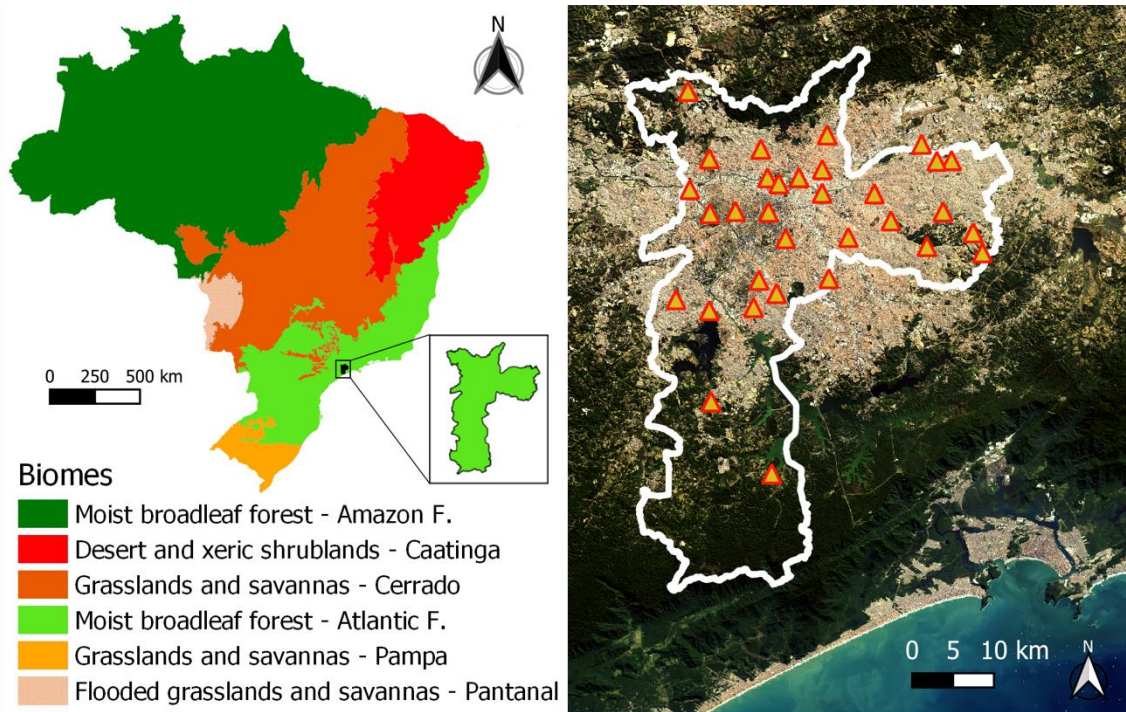 N
0 250 500 km
Biomes
Moist broadleaf forest - Amazon F.
Desert and xeric shrublands - Caatinga
Grasslands and savannas - Cerrado
Moist broadleaf forest - Atlantic F.
Grasslands and savannas - Pampa
Flooded grasslands and savannas - Pantanal
0 5 10 km
N